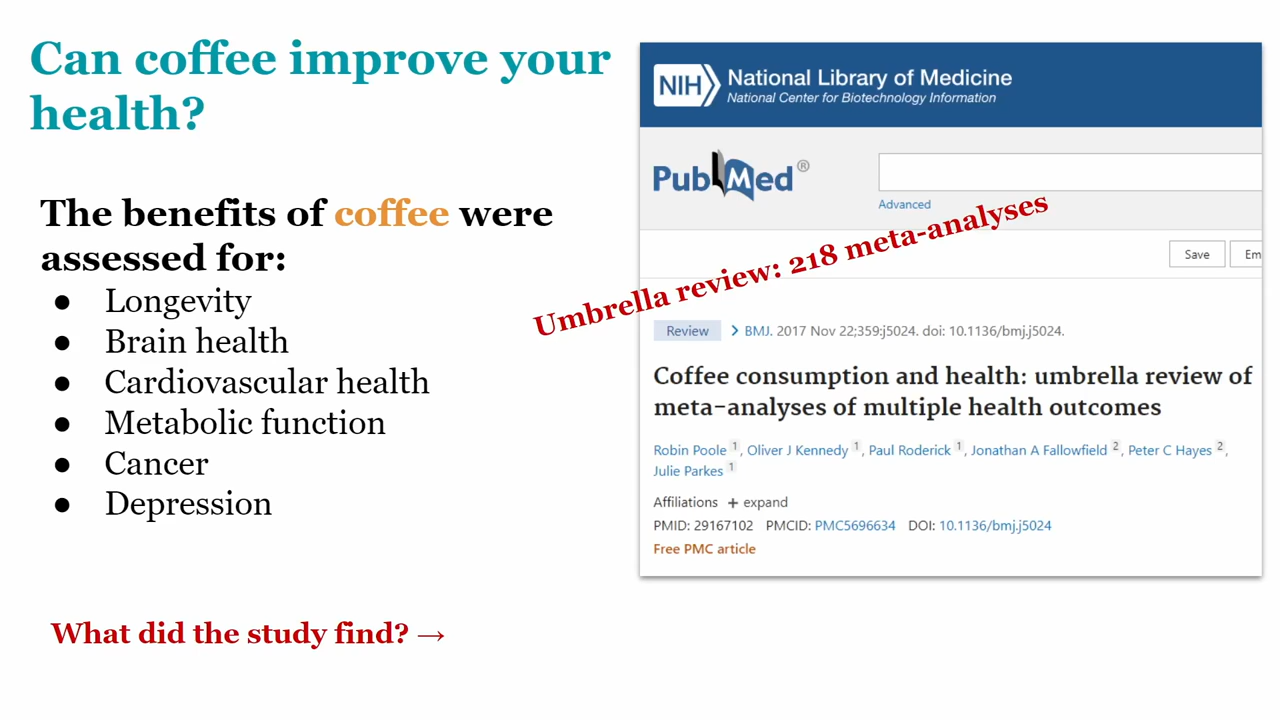 Can coffee improve your
health?
The benefits of coffee were
assessed for:
● Longevity
● Brain health
● Cardiovascular health
● Metabolic function
● Cancer
● Depression
What did the study find? →
NIH National Library of Medicine
National Center for Biotechnology Information
PubMed®
Advanced
Umbrella review: 218 meta-analyses
Save Em
Review > BMJ. 2017 Nov 22;359:j5024. doi: 10.1136/bmj.j5024.
Coffee consumption and health: umbrella review of
meta-analyses of multiple health outcomes
Robin Poole 1, Oliver J Kennedy 1, Paul Roderick 1, Jonathan A Fallowfield 2, Peter C Hayes 2,
Julie Parkes 1
Affiliations + expand
PMID: 29167102 PMCID: PMC5696634 DOI: 10.1136/bmj.j5024
Free PMC article